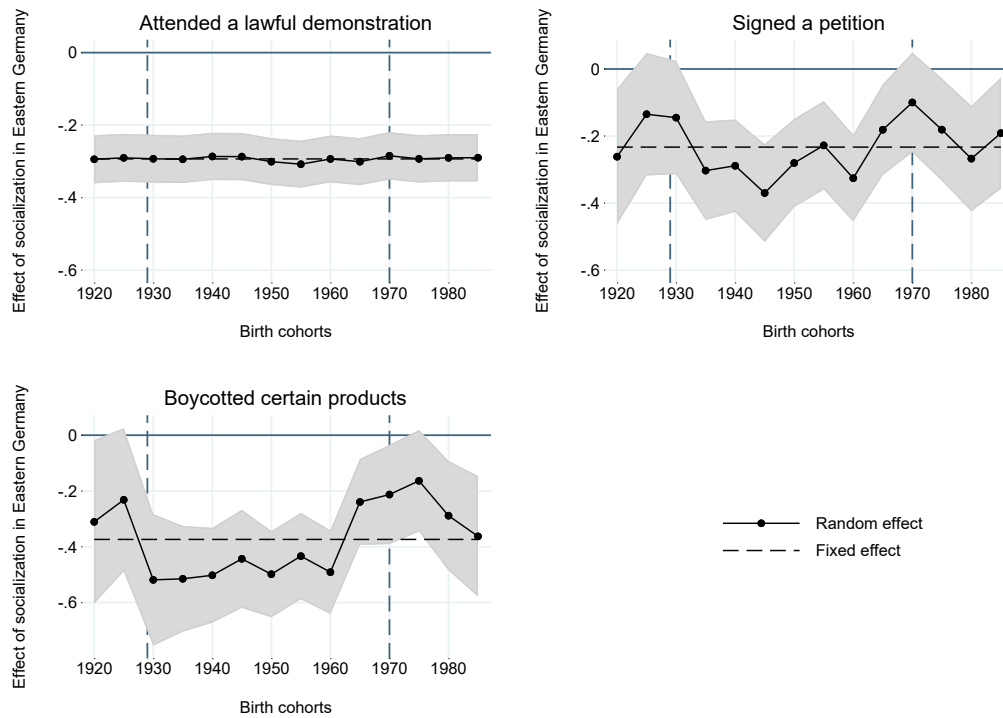 Attended a lawful demonstration
Effect of socialization in Eastern Germany
0
-.2
-.4
-.6
1920 1930 1940 1950 1960 1970 1980
Birth cohorts
Signed a petition
Effect of socialization in Eastern Germany
0
-.2
-.4
-.6
1920 1930 1940 1950 1960 1970 1980
Birth cohorts
Boycotted certain products
Effect of socialization in Eastern Germany
0
-.2
-.4
-.6
1920 1930 1940 1950 1960 1970 1980
Birth cohorts
Random effect
Fixed effect